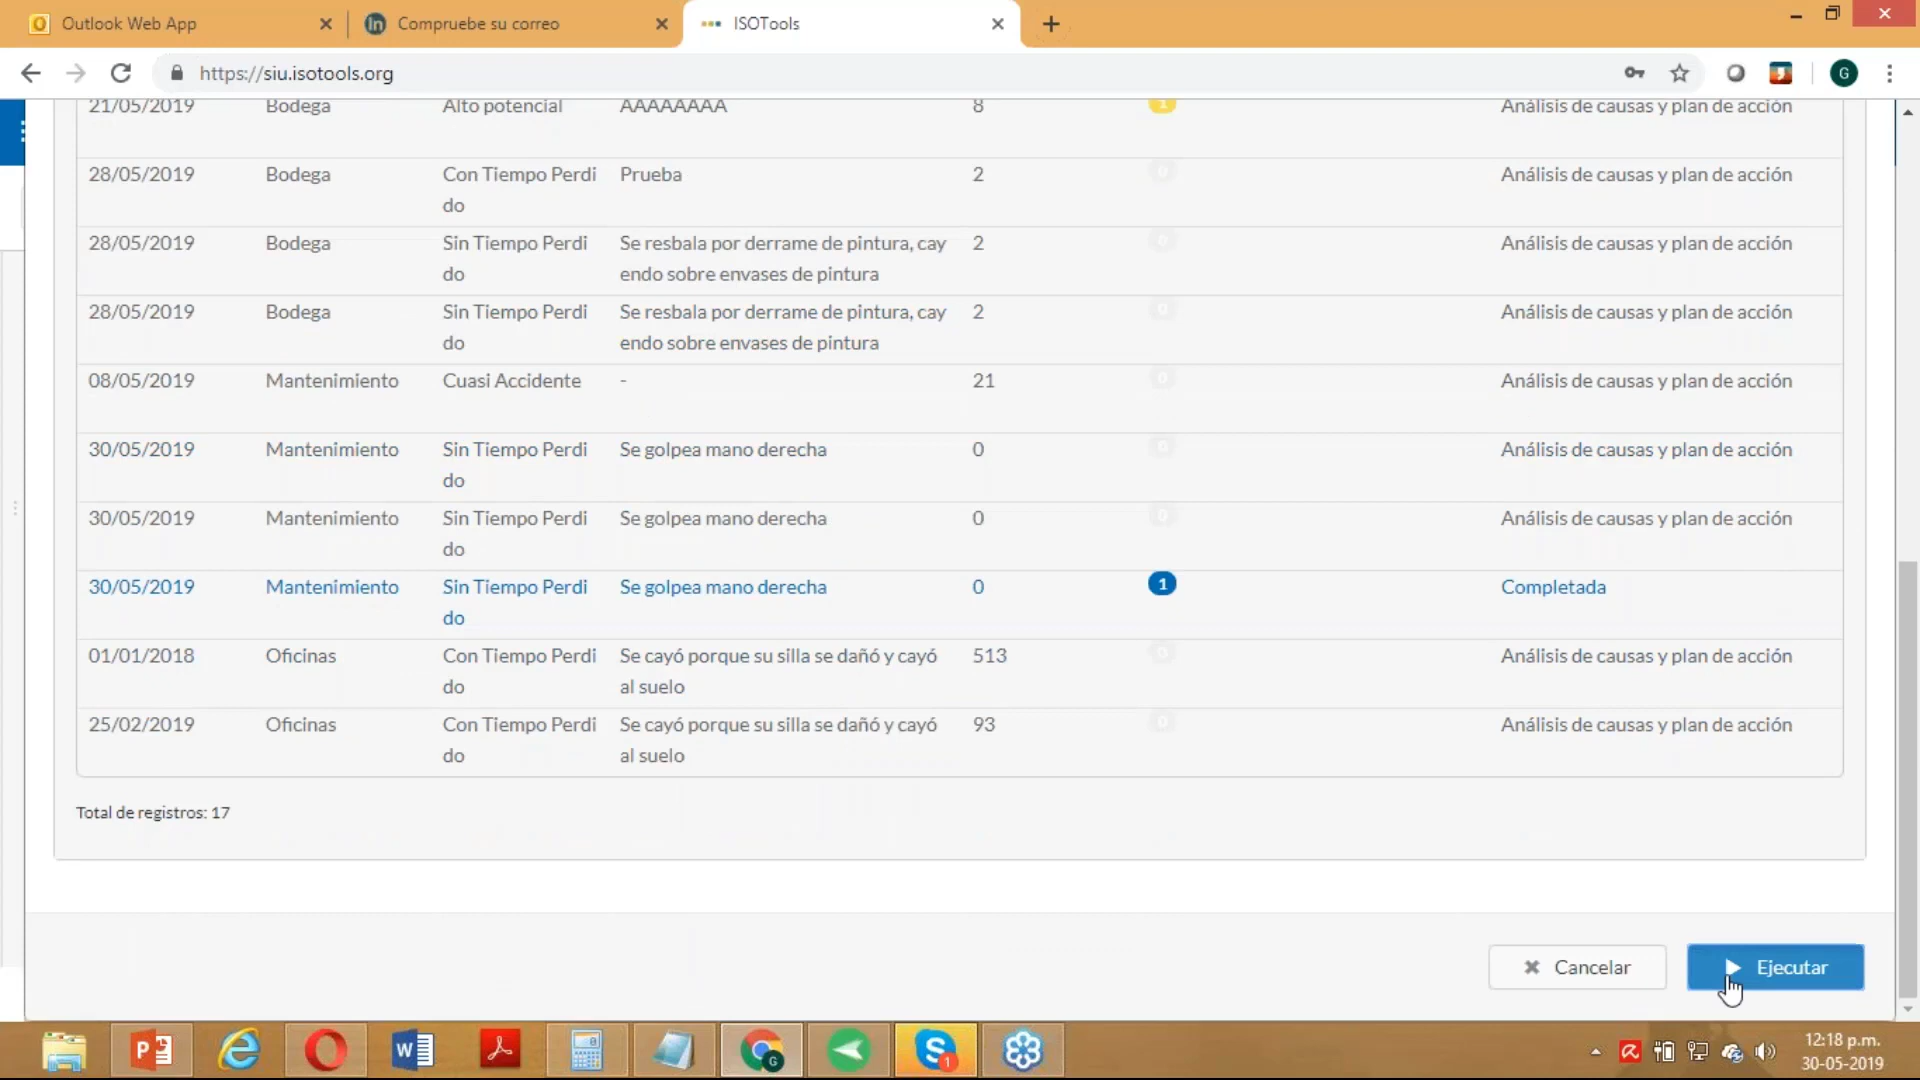 Outlook Web App
Compruebe su correo
ISOTools
https://siu.isotools.org
21/05/2019 Bodega Alto potencial AAAAAAAA 8 1 Análisis de causas y plan de acción
28/05/2019 Bodega Con Tiempo Perdi Prueba 2 0 Análisis de causas y plan de acción
do
28/05/2019 Bodega Sin Tiempo Perdi Se resbala por derrame de pintura, cay 2 0 Análisis de causas y plan de acción
do endo sobre envases de pintura
28/05/2019 Bodega Sin Tiempo Perdi Se resbala por derrame de pintura, cay 2 0 Análisis de causas y plan de acción
do endo sobre envases de pintura
08/05/2019 Mantenimiento Cuasi Accidente - 21 0 Análisis de causas y plan de acción
30/05/2019 Mantenimiento Sin Tiempo Perdi Se golpea mano derecha 0 0 Análisis de causas y plan de acción
do
30/05/2019 Mantenimiento Sin Tiempo Perdi Se golpea mano derecha 0 0 Análisis de causas y plan de acción
do
30/05/2019 Mantenimiento Sin Tiempo Perdi Se golpea mano derecha 0 1 Completada
do
01/01/2018 Oficinas Con Tiempo Perdi Se cayó porque su silla se dañó y cayó 513 0 Análisis de causas y plan de acción
do al suelo
25/02/2019 Oficinas Con Tiempo Perdi Se cayó porque su silla se dañó y cayó 93 0 Análisis de causas y plan de acción
do al suelo
Total de registros: 17
Cancelar
Ejecutar
12:18 p.m.
30-05-2019